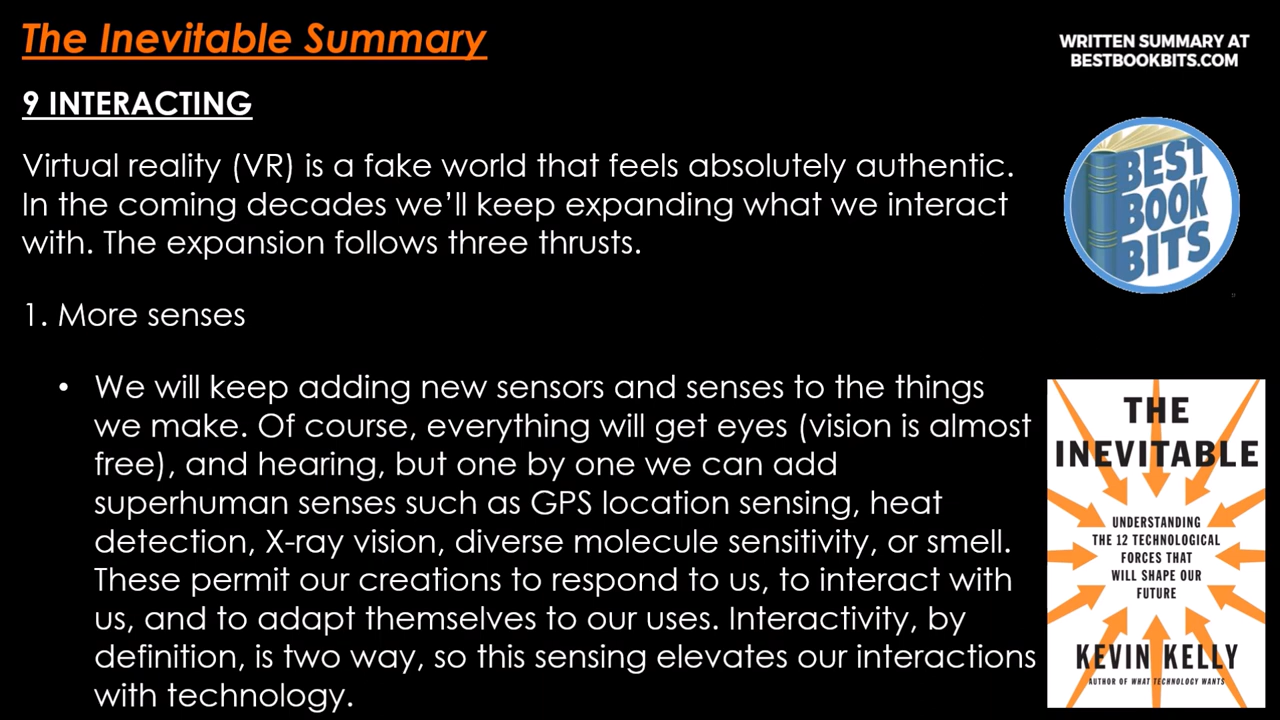 The Inevitable Summary
WRITTEN SUMMARY AT
BESTBOOKBITS.COM
9 INTERACTING
Virtual reality (VR) is a fake world that feels absolutely authentic.
In the coming decades we'll keep expanding what we interact
with. The expansion follows three thrusts.
BEST
BOOK
BITS
1. More senses
• We will keep adding new sensors and senses to the things
we make. Of course, everything will get eyes (vision is almost
free), and hearing, but one by one we can add
superhuman senses such as GPS location sensing, heat
detection, X-ray vision, diverse molecule sensitivity, or smell.
These permit our creations to respond to us, to interact with
us, and to adapt themselves to our uses. Interactivity, by
definition, is two way, so this sensing elevates our interactions
with technology.
THE
INEVITABLE
UNDERSTANDING
THE 12 TECHNOLOGICAL
FORCES THAT
WILL SHAPE OUR
FUTURE
KEVIN KELLY
AUTHOR OF WHAT TECHNOLOGY WANTS